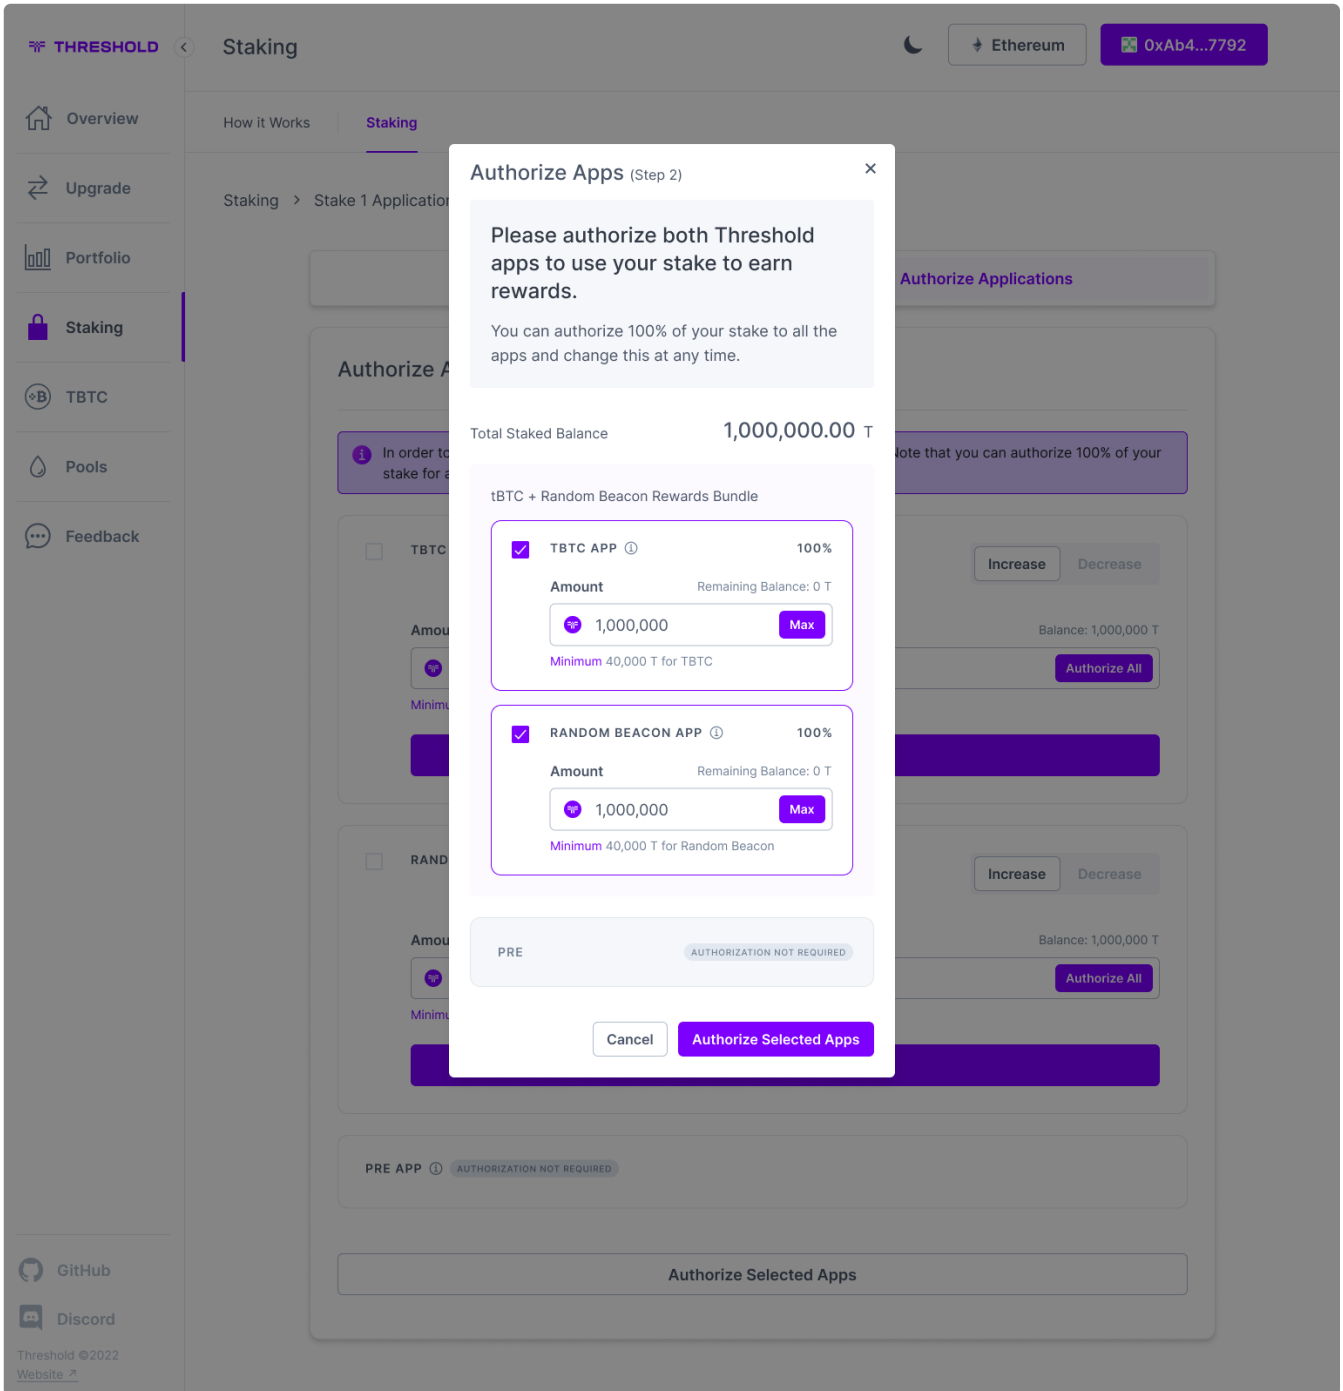 THRESHOLD
Staking
Ethereum
0xAb4...7792
Overview
Upgrade
Portfolio
Staking
TBTC
Pools
Feedback
GitHub
Discord
Threshold ©2022
Website ↗
How it Works
Staking
Staking > Stake 1 Application
Authorize Applications
Authorize A
In order to
Note that you can authorize 100% of your
stake for a
TBTC
Increase
Decrease
Amou
Balance: 1,000,000 T
Authorize All
Minimu
RAND
Increase
Decrease
Amou
Balance: 1,000,000 T
Authorize All
Minimu
PRE APP
AUTHORIZATION NOT REQUIRED
Authorize Selected Apps
Authorize Apps (Step 2)
Please authorize both Threshold
apps to use your stake to earn
rewards.
You can authorize 100% of your stake to all the
apps and change this at any time.
Total Staked Balance
1,000,000.00 T
tBTC + Random Beacon Rewards Bundle
TBTC APP
100%
Amount
Remaining Balance: 0 T
1,000,000
Max
Minimum 40,000 T for TBTC
RANDOM BEACON APP
100%
Amount
Remaining Balance: 0 T
1,000,000
Max
Minimum 40,000 T for Random Beacon
PRE
AUTHORIZATION NOT REQUIRED
Cancel
Authorize Selected Apps